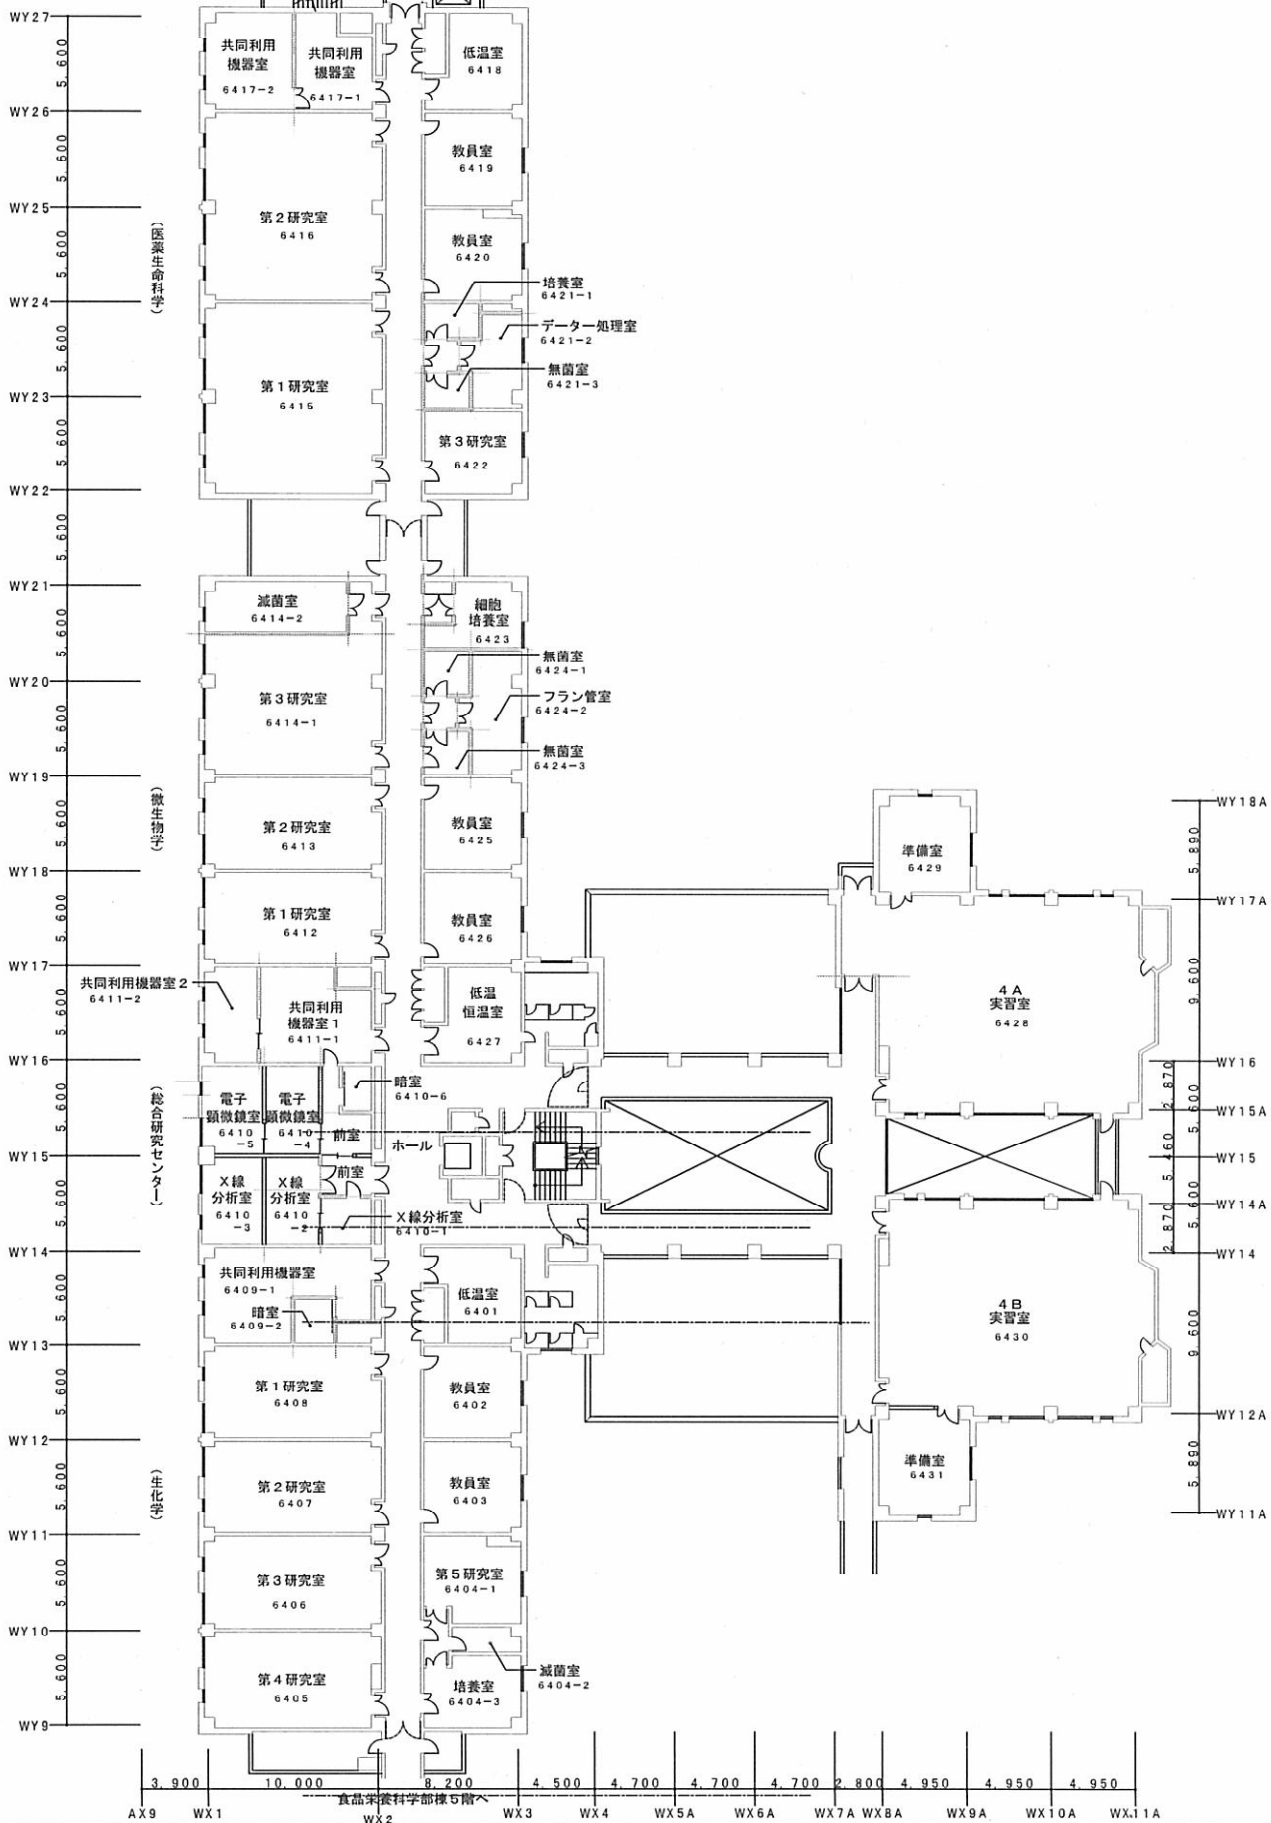 WY27
5,600
WY26
5,600
WY25
5,600
WY24
5,600
WY23
5,600
WY22
5,600
WY21
5,600
WY20
5,600
WY19
5,600
WY18
5,600
WY17
5,600
WY16
5,600
WY15
5,600
WY14
5,600
WY13
5,600
WY12
5,600
WY11
5,600
WY10
5,600
WY9
(医薬生命科学)
(微生物学)
(総合研究センター)
(生化学)
共同利用
機器室
6417-2
共同利用
機器室
6417-1
低温室
6418
教員室
6419
第2研究室
6416
教員室
6420
培養室
6421-1
データー処理室
6421-2
無菌室
6421-3
第1研究室
6415
第3研究室
6422
滅菌室
6414-2
細胞
培養室
6423
無菌室
6424-1
第3研究室
6414-1
フラン管室
6424-2
無菌室
6424-3
第2研究室
6413
教員室
6425
第1研究室
6412
教員室
6426
共同利用機器室2
6411-2
共同利用
機器室1
6411-1
低温
恒温室
6427
電子
顕微鏡室
6410
-5
電子
顕微鏡室
6410
-4
暗室
6410-6
前室
ホール
前室
X線
分析室
6410
-3
X線
分析室
6410
-2
X線分析室
6410-1
共同利用機器室
6409-1
暗室
6409-2
低温室
6401
第1研究室
6408
教員室
6402
第2研究室
6407
教員室
6403
第3研究室
6406
第5研究室
6404-1
第4研究室
6405
滅菌室
6404-2
培養室
6404-3
準備室
6429
4A
実習室
6428
4B
実習室
6430
準備室
6431
WY18A
5,890
WY17A
9,600
WY16
2,870
5,600
WY15A
5,460
WY15
5,600
WY14A
2,870
WY14
9,600
WY12A
5,890
WY11A
3,900
10,000
8,200
4,500
4,700
4,700
4,700
2,800
4,950
4,950
4,950
食品栄養科学部棟5階へ
AX9
WX1
WX2
WX3
WX4
WX5A
WX6A
WX7A
WX8A
WX9A
WX10A
WX11A